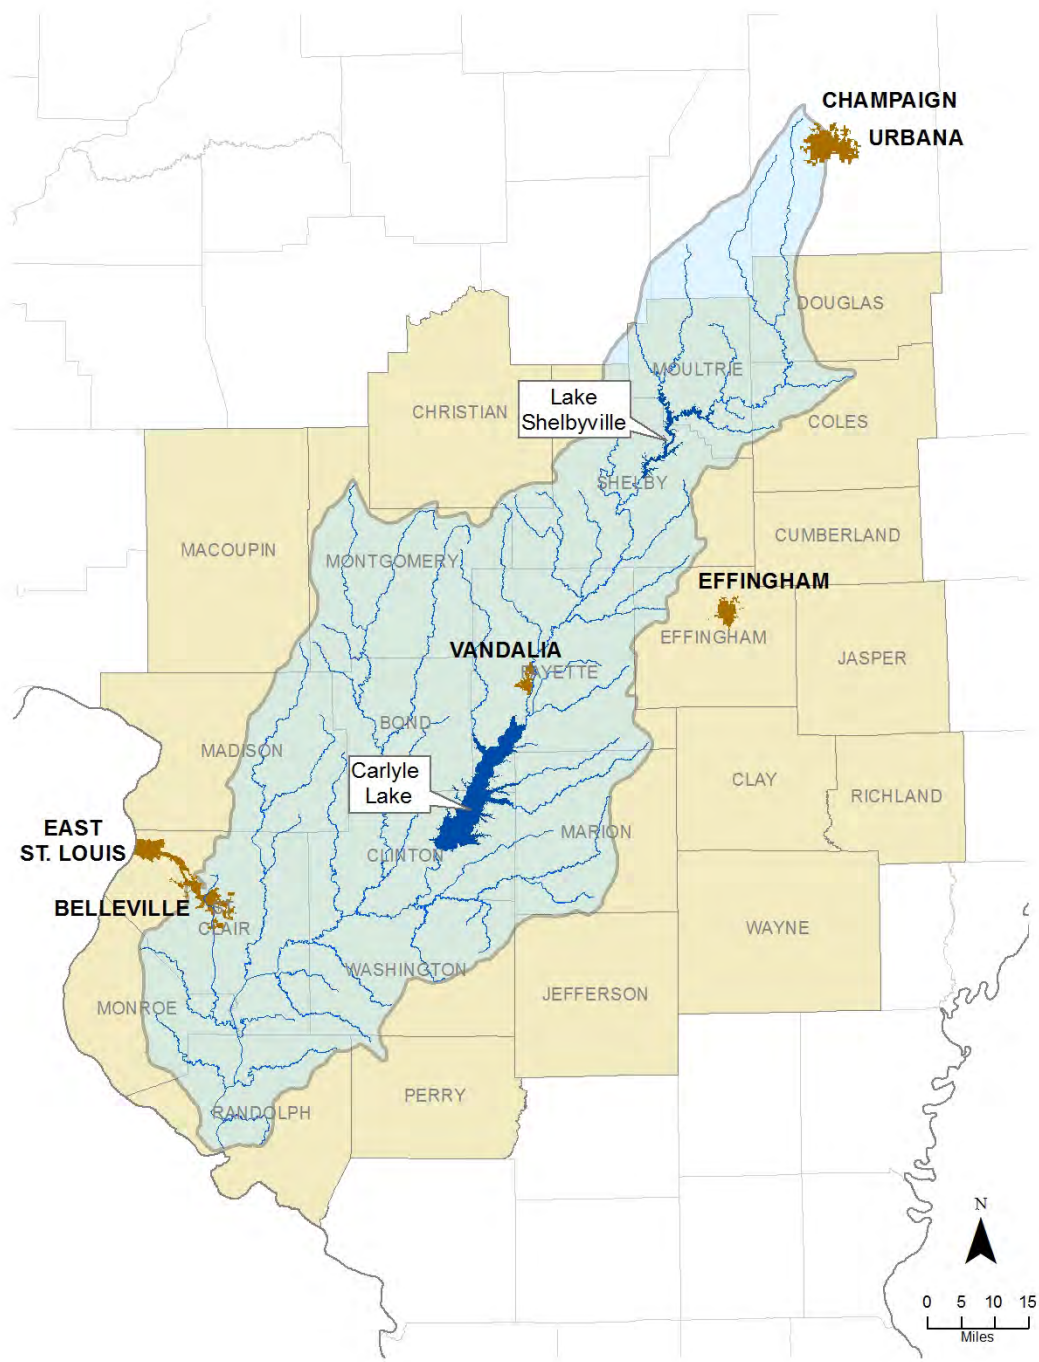 CHAMPAIGN
URBANA
DOUGLAS
MOULTRIE
Lake
Shelbyville
CHRISTIAN
COLES
SHELBY
CUMBERLAND
MACOUPIN
MONTGOMERY
EFFINGHAM
EFFINGHAM
VANDALIA
FAYETTE
JASPER
BOND
MADISON
Carlyle
Lake
CLAY
RICHLAND
EAST
ST. LOUIS
MARION
CLINTON
BELLEVILLE
CLAIR
WAYNE
WASHINGTON
JEFFERSON
MONROE
PERRY
RANDOLPH
N
0 5 10 15
Miles